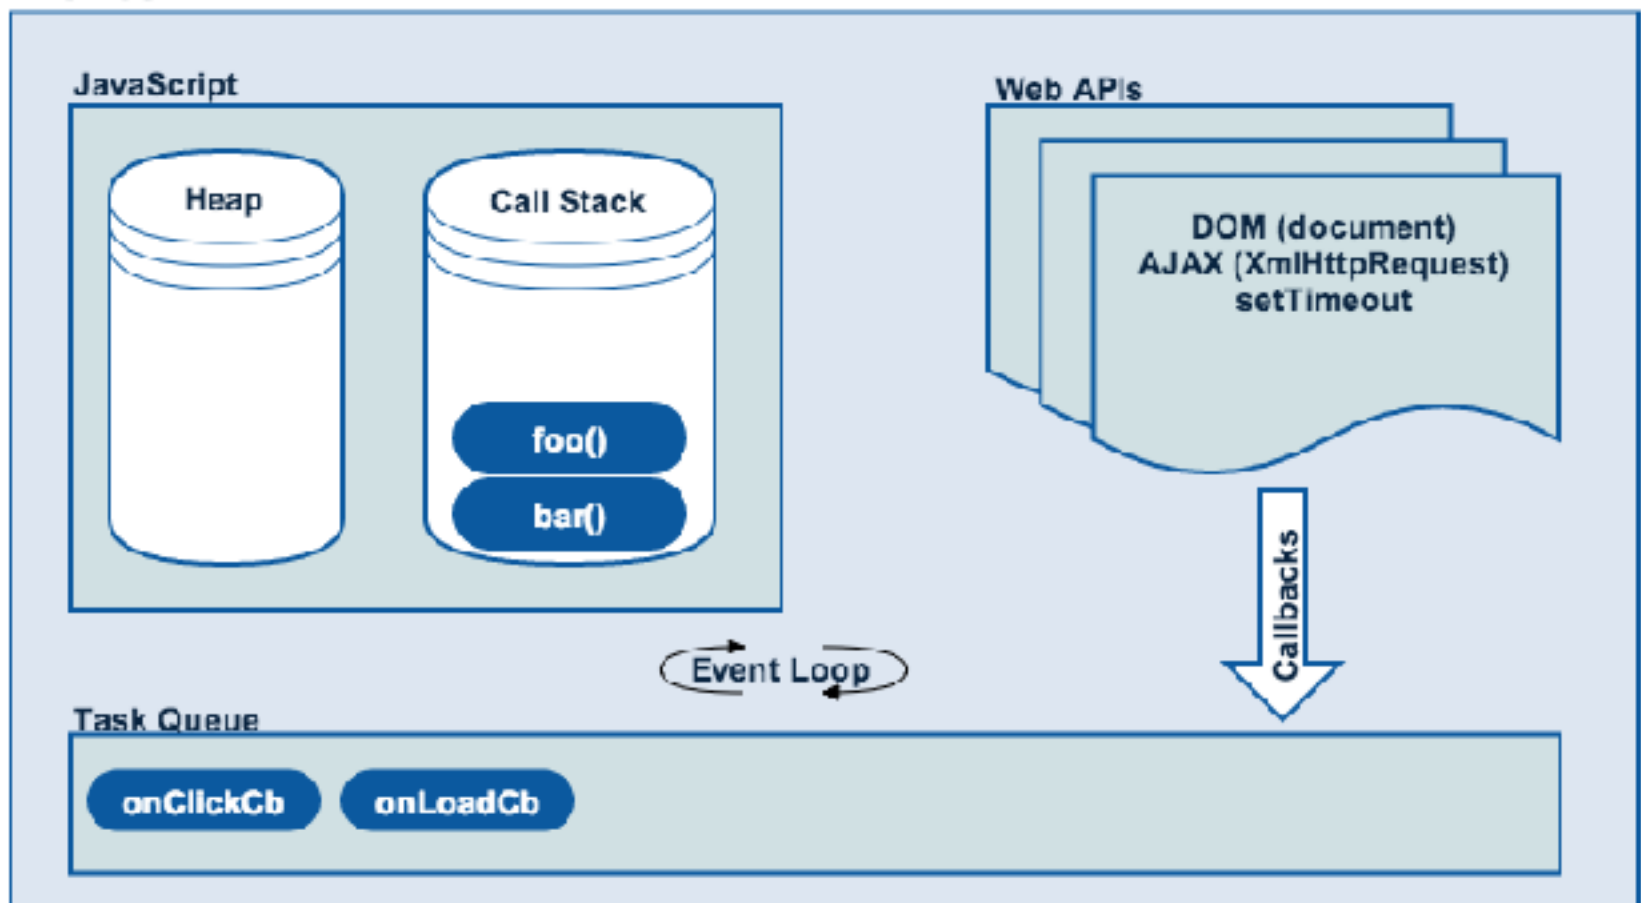 JavaScript
Heap
Call Stack
foo()
bar()
Web APIs
DOM (document)
AJAX (XmlHttpRequest)
setTimeout
Callbacks
Event Loop
Task Queue
onClickCb
onLoadCb